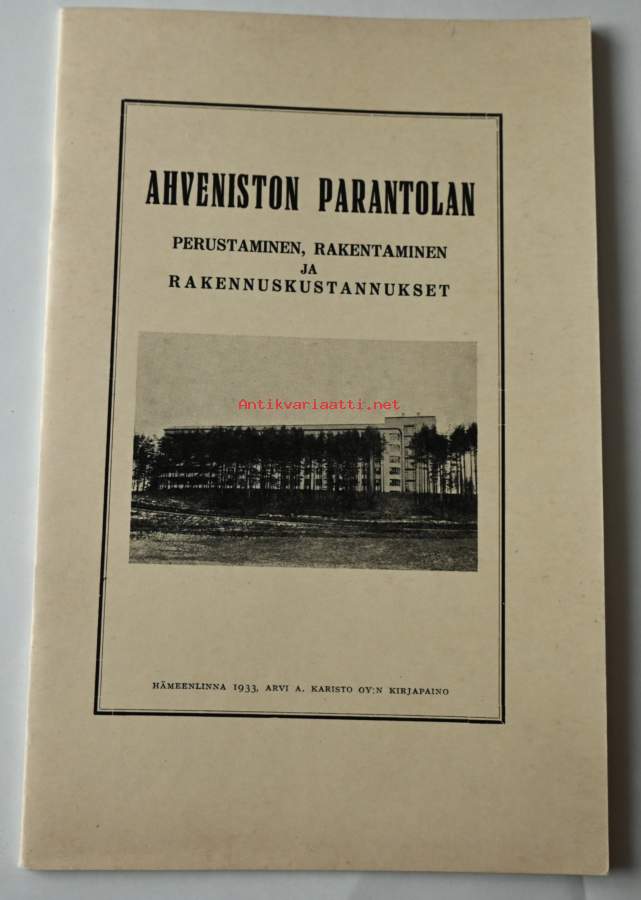 AHVENISTON PARANTOLAN
PERUSTAMINEN, RAKENTAMINEN
JA
RAKENNUSKUSTANNUKSET
Antikvariaatti.net
HÄMEENLINNA 1933, ARVI A. KARISTO OY:N KIRJAPAINO